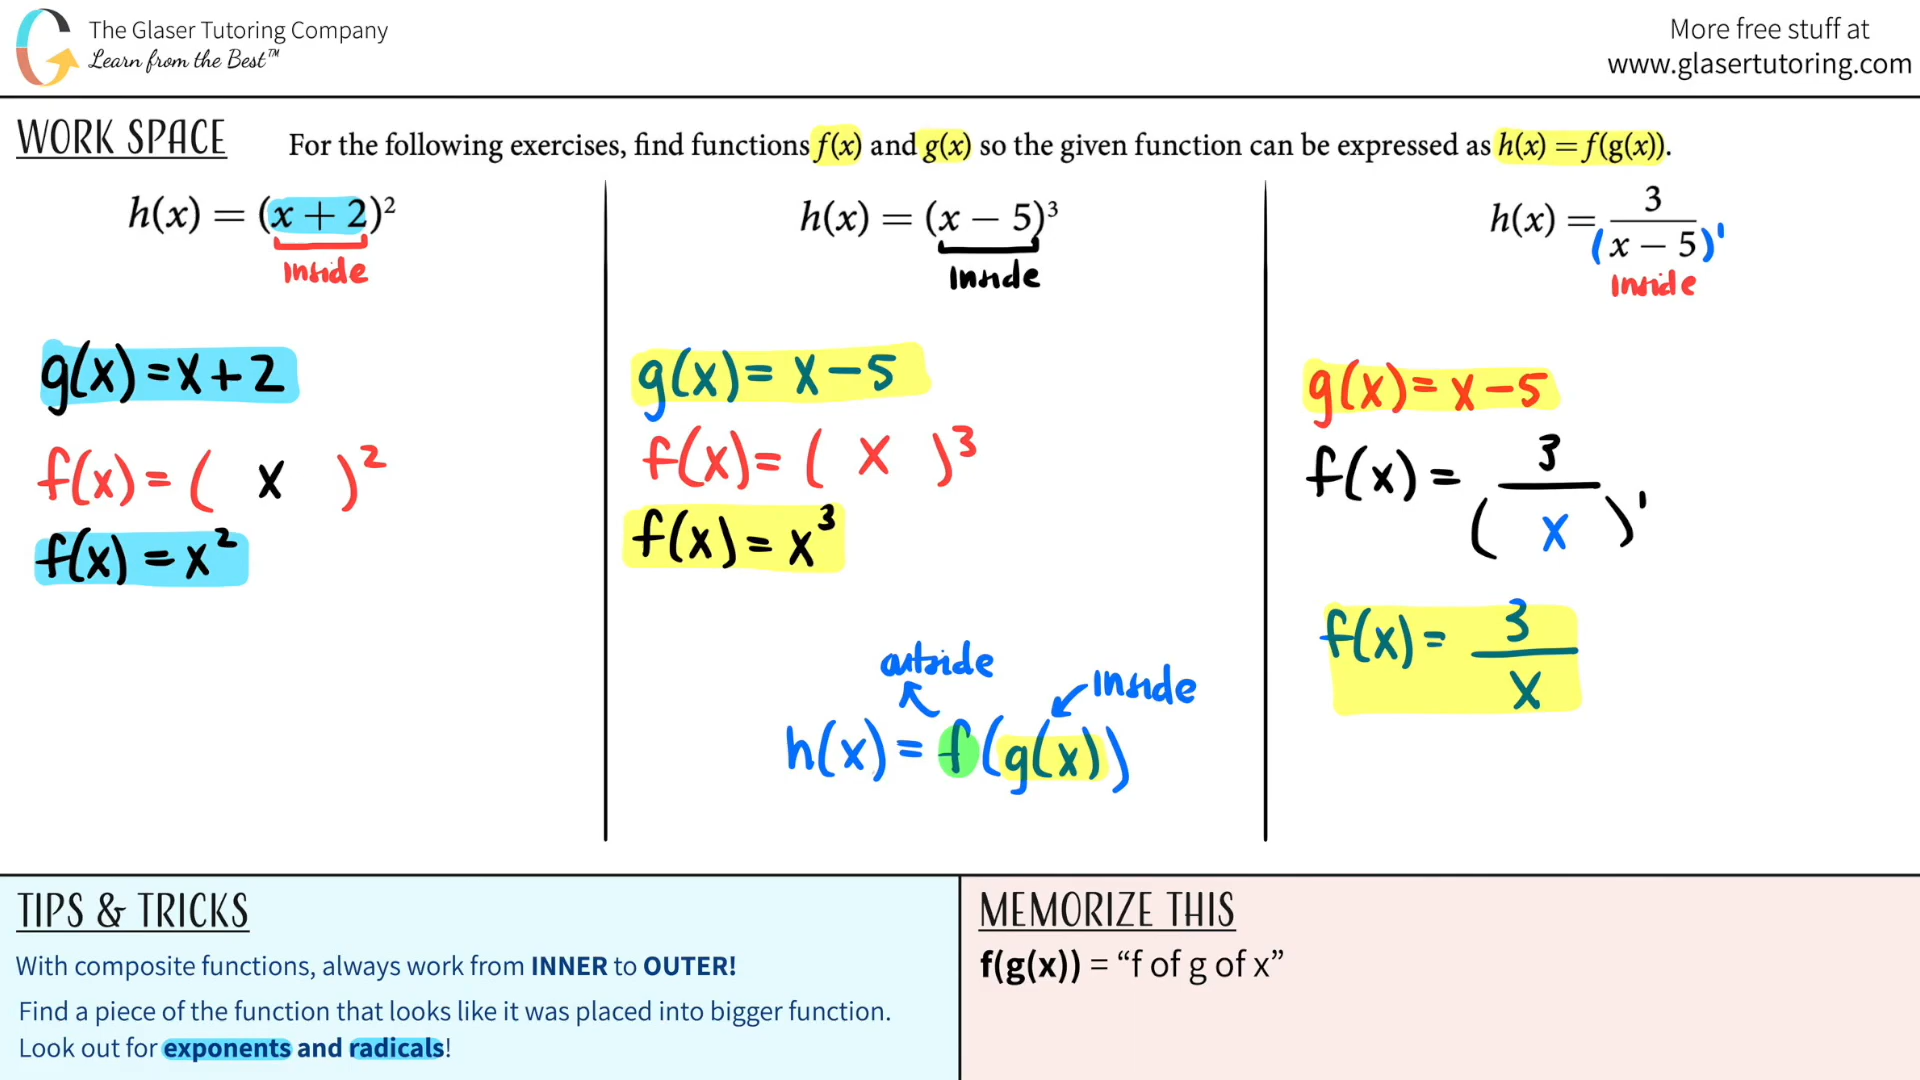 The Glaser Tutoring Company
Learn from the Best™
More free stuff at
www.glasertutoring.com
WORK SPACE
For the following exercises, find functions f(x) and g(x) so the given function can be expressed as h(x) = f(g(x)).
h(x) = (x + 2)²
Inside
g(x) = x + 2
f(x) = ( x )²
f(x) = x²
h(x) = (x − 5)³
Inside
g(x) = x − 5
f(x) = ( x )³
f(x) = x³
outside
Inside
h(x) = f(g(x))
h(x) = 3
(x − 5)¹
Inside
g(x) = x − 5
f(x) = 3
( x )¹
f(x) = 3
x
TIPS & TRICKS
With composite functions, always work from INNER to OUTER!
Find a piece of the function that looks like it was placed into bigger function.
Look out for exponents and radicals!
MEMORIZE THIS
f(g(x)) = “f of g of x”